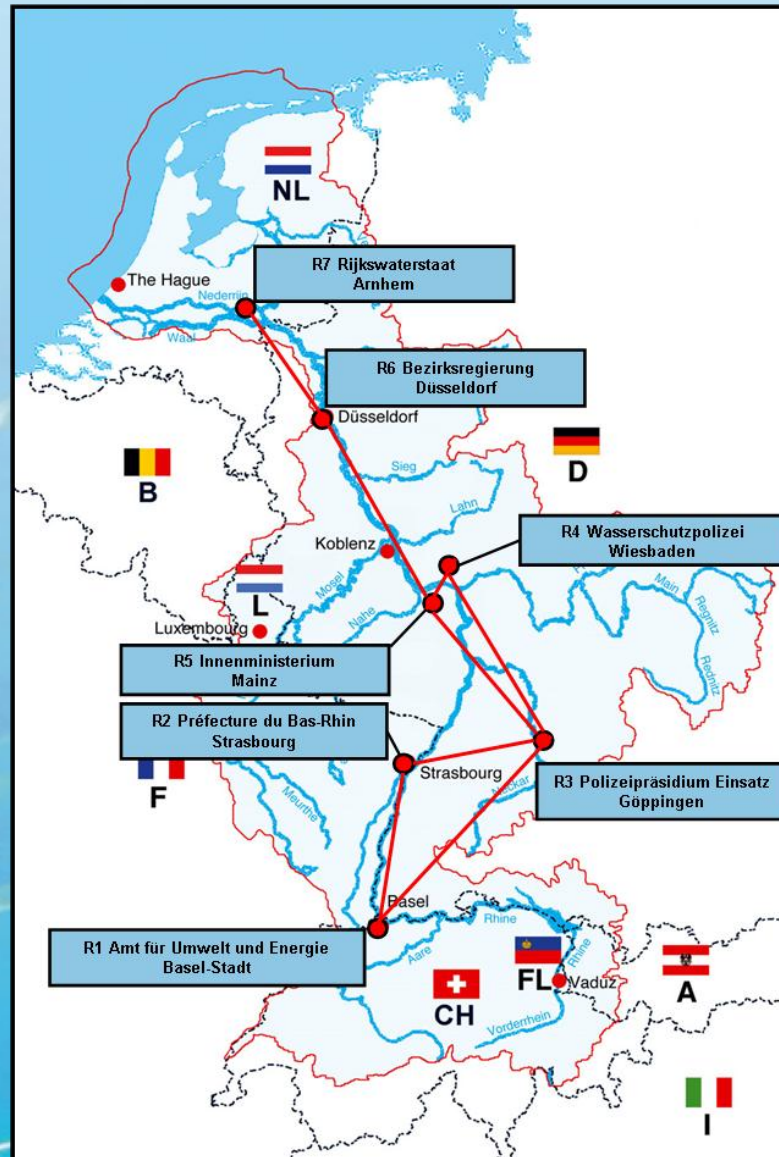 NL
The Hague
R7 Rijkswaterstaat
Arnhem
Nederrijn
Waal
R6 Bezirksregierung
Düsseldorf
Düsseldorf
D
B
Sieg
Lahn
Koblenz
R4 Wasserschutzpolizei
Wiesbaden
Mosel
Main
Regnitz
L
Nahe
Luxembourg
Rednitz
R5 Innenministerium
Mainz
R2 Préfecture du Bas-Rhin
Strasbourg
Strasbourg
F
Neckar
R3 Polizeipräsidium Einsatz
Göppingen
Meurthe
Basel
Rhine
R1 Amt für Umwelt und Energie
Basel-Stadt
Aare
Rhine
FL
Vaduz
A
CH
Vorderrhein
I